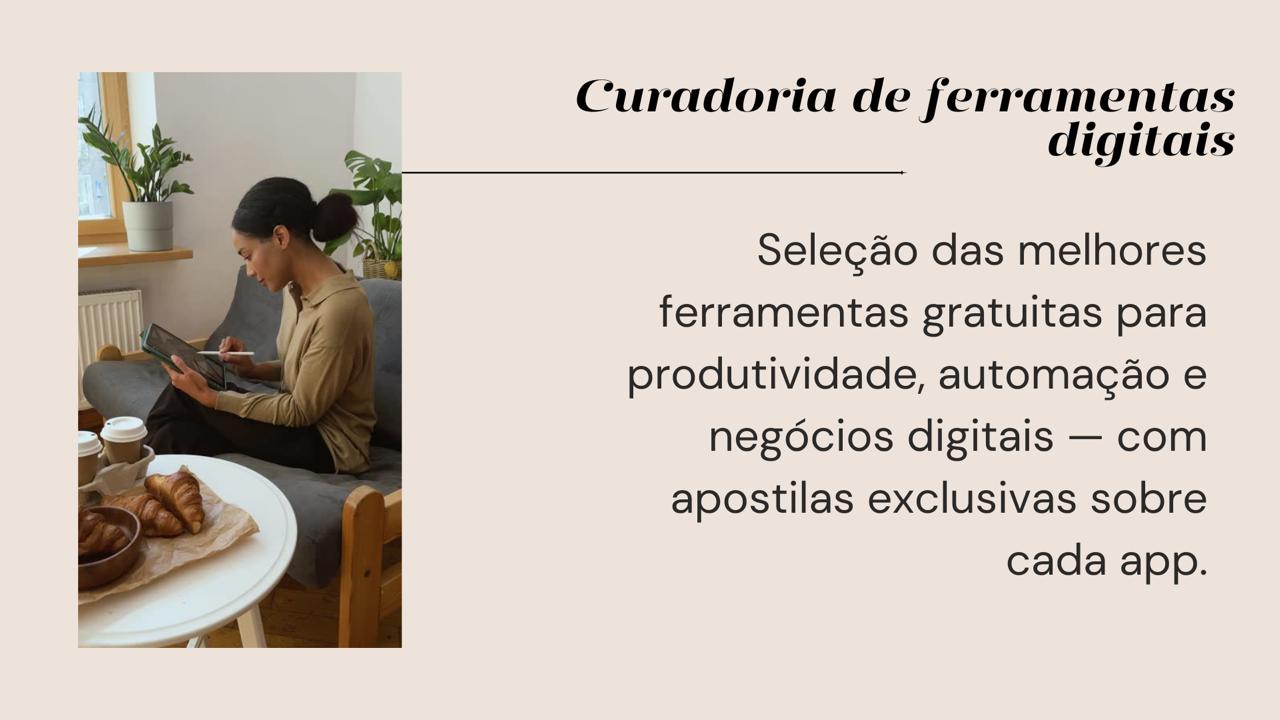 Curadoria de ferramentas
digitais
Seleção das melhores
ferramentas gratuitas para
produtividade, automação e
negócios digitais — com
apostilas exclusivas sobre
cada app.